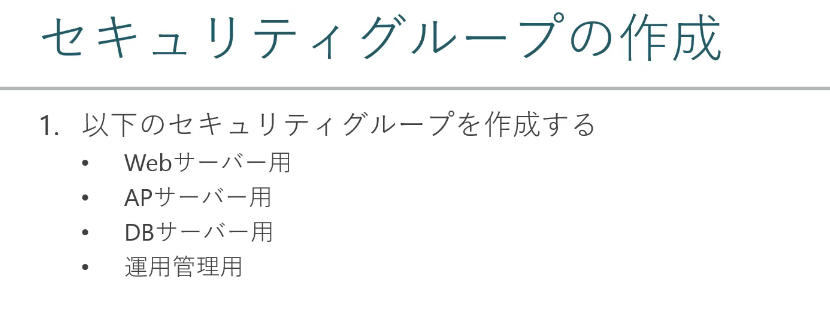 セキュリティグループの作成
1. 以下のセキュリティグループを作成する
• Webサーバー用
• APサーバー用
• DBサーバー用
• 運用管理用